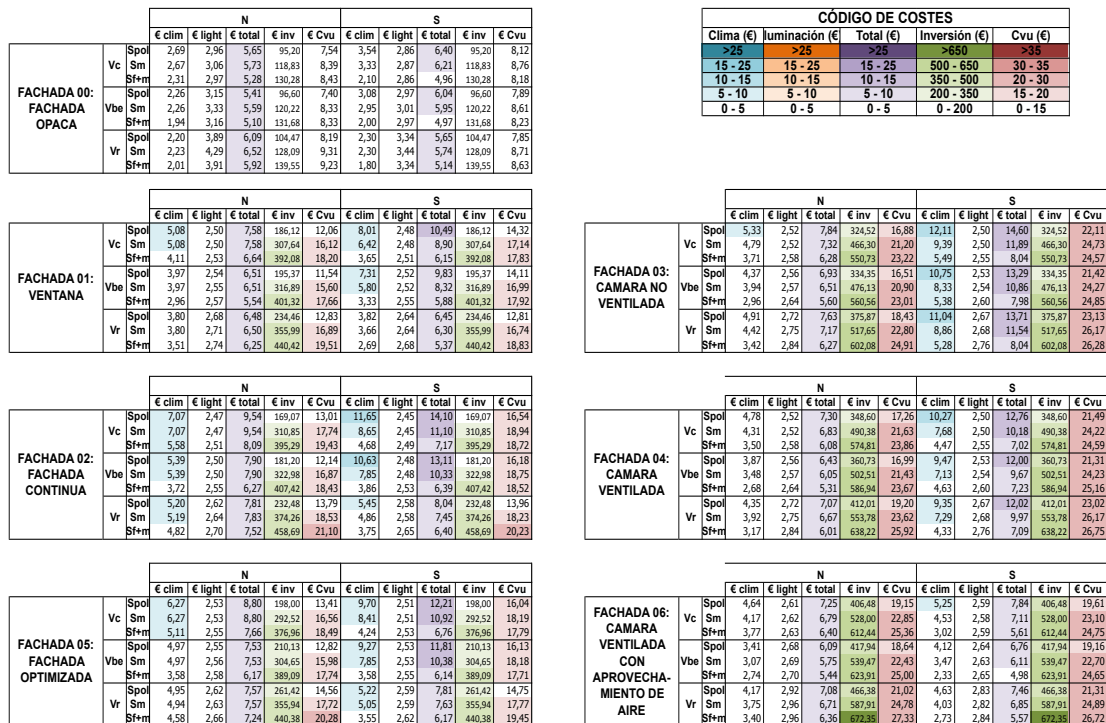 N S
€ clim € light € total € inv € Cvu € clim € light € total € inv € Cvu
FACHADA 00:
FACHADA
OPACA
Vc
Spol 2,69 2,96 5,65 95,20 7,54 3,54 2,86 6,40 95,20 8,12
Sm 2,67 3,06 5,73 118,83 8,39 3,33 2,87 6,21 118,83 8,76
Sf+m 2,31 2,97 5,28 130,28 8,43 2,10 2,86 4,96 130,28 8,18
Vbe
Spol 2,26 3,15 5,41 96,60 7,40 3,08 2,97 6,04 96,60 7,89
Sm 2,26 3,33 5,59 120,22 8,33 2,95 3,01 5,95 120,22 8,61
Sf+m 1,94 3,16 5,10 131,68 8,33 2,00 2,97 4,97 131,68 8,23
Vr
Spol 2,20 3,89 6,09 104,47 8,19 2,30 3,34 5,65 104,47 7,85
Sm 2,23 4,29 6,52 128,09 9,31 2,30 3,44 5,74 128,09 8,71
Sf+m 2,01 3,91 5,92 139,55 9,23 1,80 3,34 5,14 139,55 8,63
CÓDIGO DE COSTES
Clima (€) Iluminación (€ Total (€) Inversión (€ Cvu (€)
>25 >25 >25 >650 >35
15 - 25 15 - 25 15 - 25 500 - 650 30 - 35
10 - 15 10 - 15 10 - 15 350 - 500 20 - 30
5 - 10 5 - 10 5 - 10 200 - 350 15 - 20
0 - 5 0 - 5 0 - 5 0 - 200 0 - 15
N S
€ clim € light € total € inv € Cvu € clim € light € total € inv € Cvu
FACHADA 01:
VENTANA
Vc
Spol 5,08 2,50 7,58 186,12 12,06 8,01 2,48 10,49 186,12 14,32
Sm 5,08 2,50 7,58 307,64 16,12 6,42 2,48 8,90 307,64 17,14
Sf+m 4,11 2,53 6,64 392,08 18,20 3,65 2,51 6,15 392,08 17,83
Vbe
Spol 3,97 2,54 6,51 195,37 11,54 7,31 2,52 9,83 195,37 14,11
Sm 3,97 2,55 6,51 316,89 15,60 5,80 2,52 8,32 316,89 16,99
Sf+m 2,96 2,57 5,54 401,32 17,66 3,33 2,55 5,88 401,32 17,92
Vr
Spol 3,80 2,68 6,48 234,46 12,83 3,82 2,64 6,45 234,46 12,81
Sm 3,80 2,71 6,50 355,99 16,89 3,66 2,64 6,30 355,99 16,74
Sf+m 3,51 2,74 6,25 440,42 19,51 2,69 2,68 5,37 440,42 18,83
N S
€ clim € light € total € inv € Cvu € clim € light € total € inv € Cvu
FACHADA 03:
CAMARA NO
VENTILADA
Vc
Spol 5,33 2,52 7,84 324,52 16,88 12,11 2,50 14,60 324,52 22,11
Sm 4,79 2,52 7,32 466,30 21,20 9,39 2,50 11,89 466,30 24,73
Sf+m 3,71 2,58 6,28 550,73 23,22 5,49 2,55 8,04 550,73 24,57
Vbe
Spol 4,37 2,56 6,93 334,35 16,51 10,75 2,53 13,29 334,35 21,42
Sm 3,94 2,57 6,51 476,13 20,90 8,33 2,54 10,86 476,13 24,27
Sf+m 2,96 2,64 5,60 560,56 23,01 5,38 2,60 7,98 560,56 24,85
Vr
Spol 4,91 2,72 7,63 375,87 18,43 11,04 2,67 13,71 375,87 23,13
Sm 4,42 2,75 7,17 517,65 22,80 8,86 2,68 11,54 517,65 26,17
Sf+m 3,42 2,84 6,27 602,08 24,91 5,28 2,76 8,04 602,08 26,28
N S
€ clim € light € total € inv € Cvu € clim € light € total € inv € Cvu
FACHADA 02:
FACHADA
CONTINUA
Vc
Spol 7,07 2,47 9,54 169,07 13,01 11,65 2,45 14,10 169,07 16,54
Sm 7,07 2,47 9,54 310,85 17,74 8,65 2,45 11,10 310,85 18,94
Sf+m 5,58 2,51 8,09 395,29 19,43 4,68 2,49 7,17 395,29 18,72
Vbe
Spol 5,39 2,50 7,90 181,20 12,14 10,63 2,48 13,11 181,20 16,18
Sm 5,39 2,50 7,90 322,98 16,87 7,85 2,48 10,33 322,98 18,75
Sf+m 3,72 2,55 6,27 407,42 18,43 3,86 2,53 6,39 407,42 18,52
Vr
Spol 5,20 2,62 7,81 232,48 13,79 5,45 2,58 8,04 232,48 13,96
Sm 5,19 2,64 7,83 374,26 18,53 4,86 2,58 7,45 374,26 18,23
Sf+m 4,82 2,70 7,52 458,69 21,10 3,75 2,65 6,40 458,69 20,23
N S
€ clim € light € total € inv € Cvu € clim € light € total € inv € Cvu
FACHADA 04:
CAMARA
VENTILADA
Vc
Spol 4,78 2,52 7,30 348,60 17,26 10,27 2,50 12,76 348,60 21,49
Sm 4,31 2,52 6,83 490,38 21,63 7,68 2,50 10,18 490,38 24,22
Sf+m 3,50 2,58 6,08 574,81 23,86 4,47 2,55 7,02 574,81 24,59
Vbe
Spol 3,87 2,56 6,43 360,73 16,99 9,47 2,53 12,00 360,73 21,31
Sm 3,48 2,57 6,05 502,51 21,43 7,13 2,54 9,67 502,51 24,23
Sf+m 2,68 2,64 5,31 586,94 23,67 4,63 2,60 7,23 586,94 25,16
Vr
Spol 4,35 2,72 7,07 412,01 19,20 9,35 2,67 12,02 412,01 23,02
Sm 3,92 2,75 6,67 553,78 23,62 7,29 2,68 9,97 553,78 26,17
Sf+m 3,17 2,84 6,01 638,22 25,92 4,33 2,76 7,09 638,22 26,75
N S
€ clim € light € total € inv € Cvu € clim € light € total € inv € Cvu
FACHADA 05:
FACHADA
OPTIMIZADA
Vc
Spol 6,27 2,53 8,80 198,00 13,41 9,70 2,51 12,21 198,00 16,04
Sm 6,27 2,53 8,80 292,52 16,56 8,41 2,51 10,92 292,52 18,19
Sf+m 5,11 2,55 7,66 376,96 18,49 4,24 2,53 6,76 376,96 17,79
Vbe
Spol 4,97 2,55 7,53 210,13 12,82 9,27 2,53 11,81 210,13 16,13
Sm 4,97 2,56 7,53 304,65 15,98 7,85 2,53 10,38 304,65 18,18
Sf+m 3,58 2,58 6,17 389,09 17,74 3,58 2,55 6,14 389,09 17,71
Vr
Spol 4,95 2,62 7,57 261,42 14,56 5,22 2,59 7,81 261,42 14,75
Sm 4,94 2,63 7,57 355,94 17,72 5,05 2,59 7,63 355,94 17,77
Sf+m 4,58 2,66 7,24 440,38 20,28 3,55 2,62 6,17 440,38 19,45
N S
€ clim € light € total € inv € Cvu € clim € light € total € inv € Cvu
FACHADA 06:
CAMARA
VENTILADA
CON
APROVECHA-
MIENTO DE
AIRE
Vc
Spol 4,64 2,61 7,25 406,48 19,15 5,25 2,59 7,84 406,48 19,61
Sm 4,17 2,62 6,79 528,00 22,85 4,53 2,58 7,11 528,00 23,10
Sf+m 3,77 2,63 6,40 612,44 25,36 3,02 2,59 5,61 612,44 24,75
Vbe
Spol 3,41 2,68 6,09 417,94 18,64 4,12 2,64 6,76 417,94 19,16
Sm 3,07 2,69 5,75 539,47 22,43 3,47 2,63 6,11 539,47 22,70
Sf+m 2,74 2,70 5,44 623,91 25,00 2,33 2,65 4,98 623,91 24,65
Vr
Spol 4,17 2,92 7,08 466,38 21,02 4,63 2,83 7,46 466,38 21,31
Sm 3,75 2,96 6,71 587,91 24,78 4,03 2,82 6,85 587,91 24,89
Sf+m 3,40 2,96 6,36 672,35 27,33 2,73 2,84 5,57 672,35 26,74